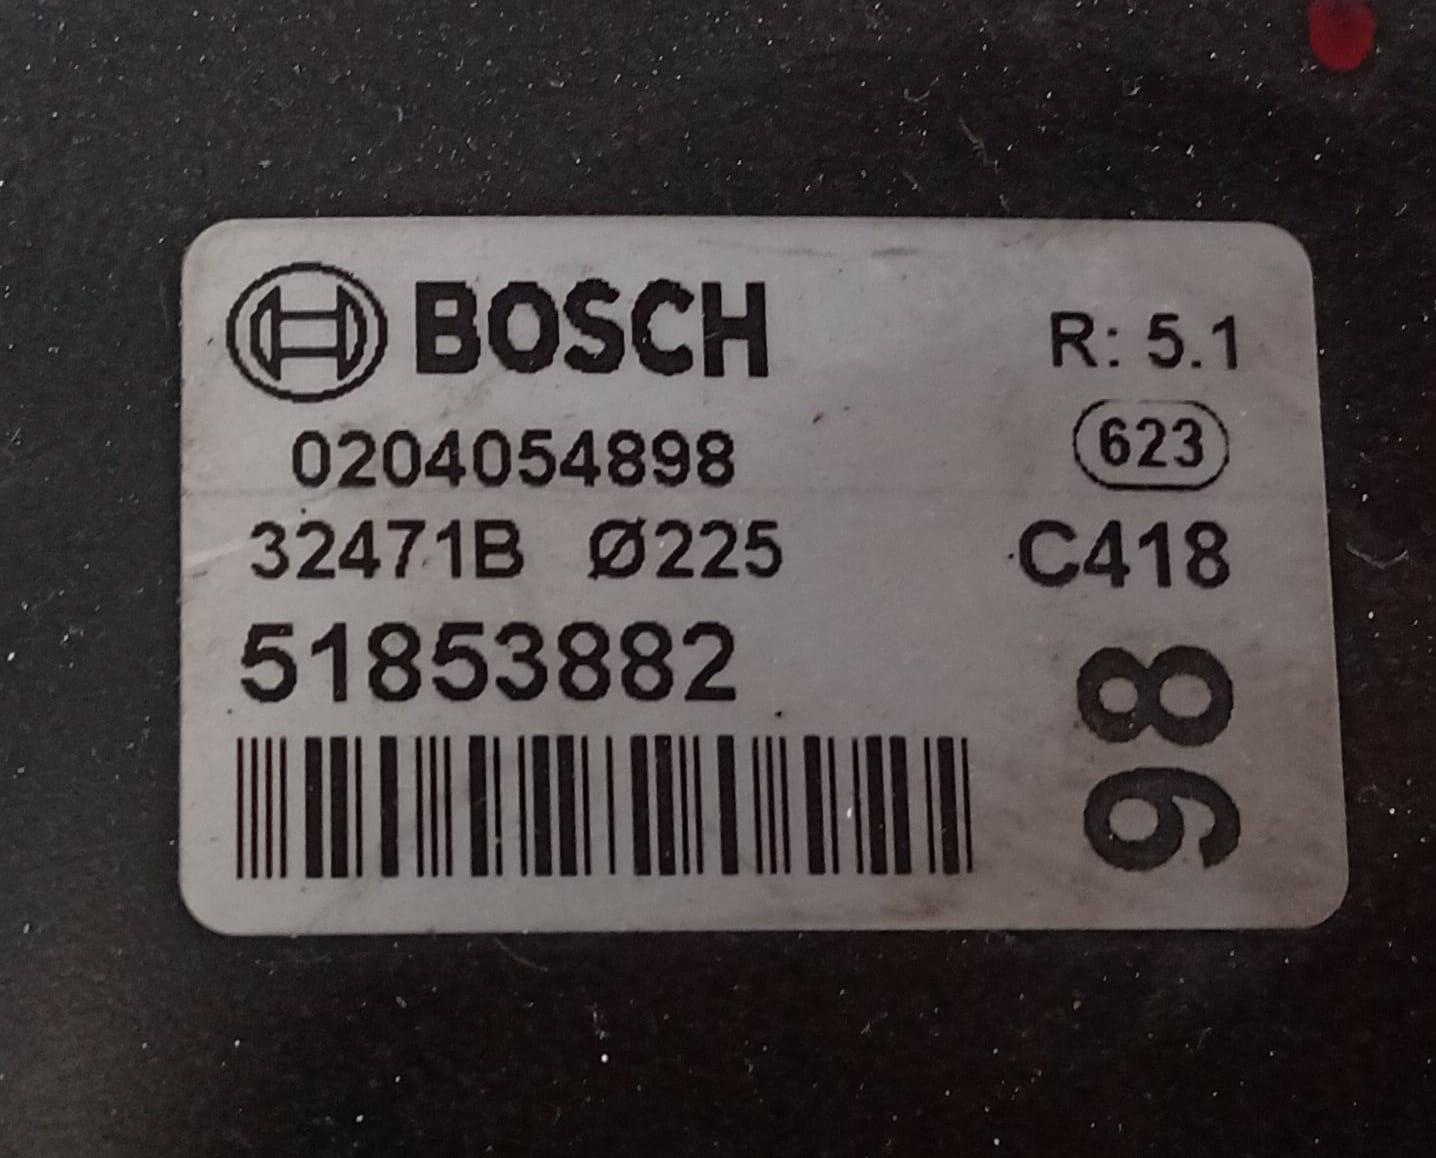 BOSCH
R: 5.1
0204054898
623
32471B Ø225
C418
51853882
98